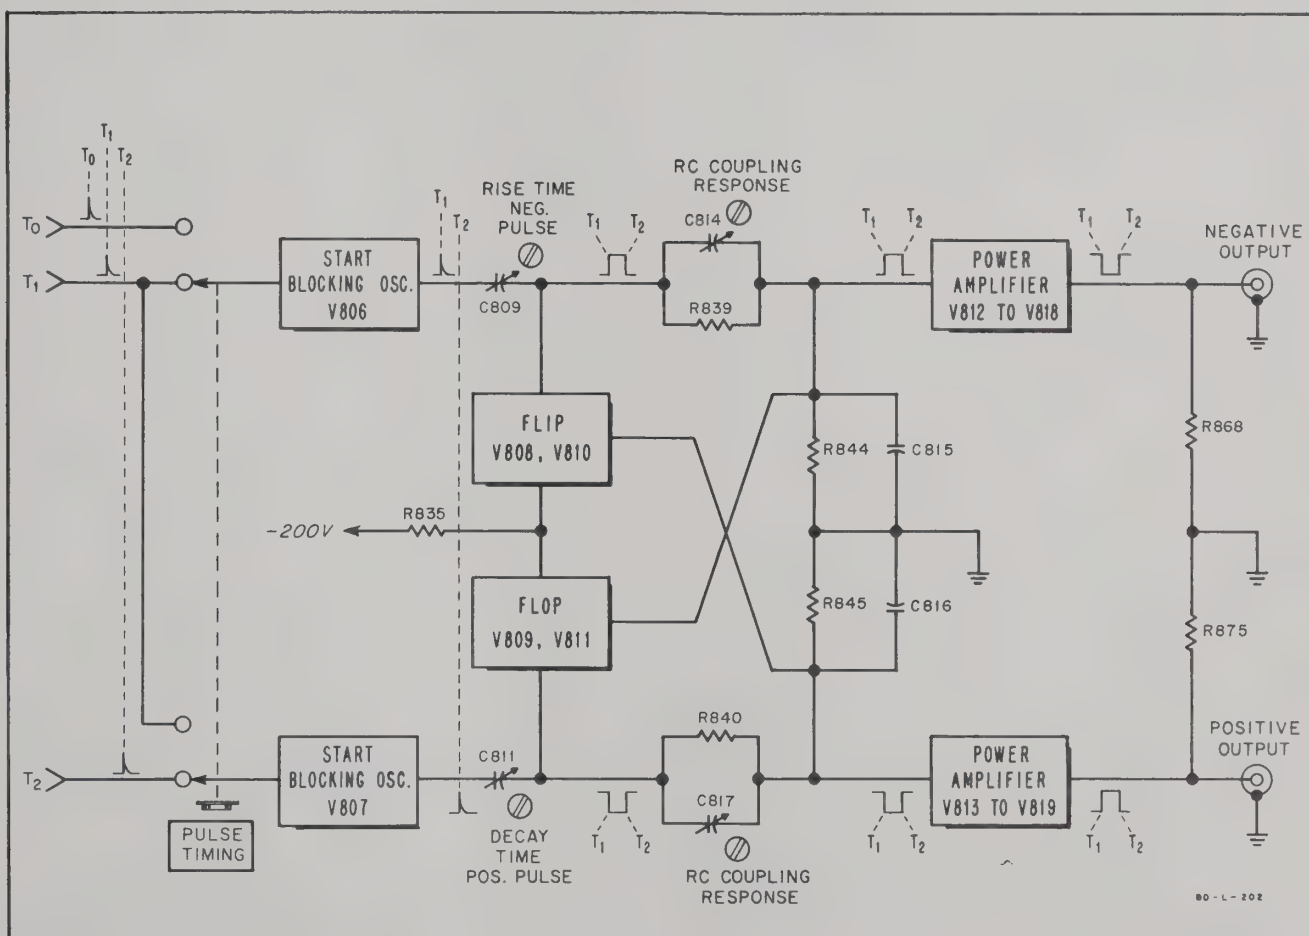 T1
T0
T2
T0
T1
START
BLOCKING OSC.
V806
T1
T2
RISE TIME
NEG.
PULSE
C809
T1
T2
RC COUPLING
RESPONSE
C814
R839
T1
T2
POWER
AMPLIFIER
V812 TO V818
T1
T2
NEGATIVE
OUTPUT
FLIP
V808, V810
R844
C815
R868
-200V
R835
FLOP
V809, V811
R845
C816
R875
T2
PULSE
TIMING
START
BLOCKING OSC.
V807
C811
DECAY
TIME
POS. PULSE
T1
T2
R840
C817
RC COUPLING
RESPONSE
T1
T2
POWER
AMPLIFIER
V813 TO V819
T1
T2
POSITIVE
OUTPUT
BD-L-202